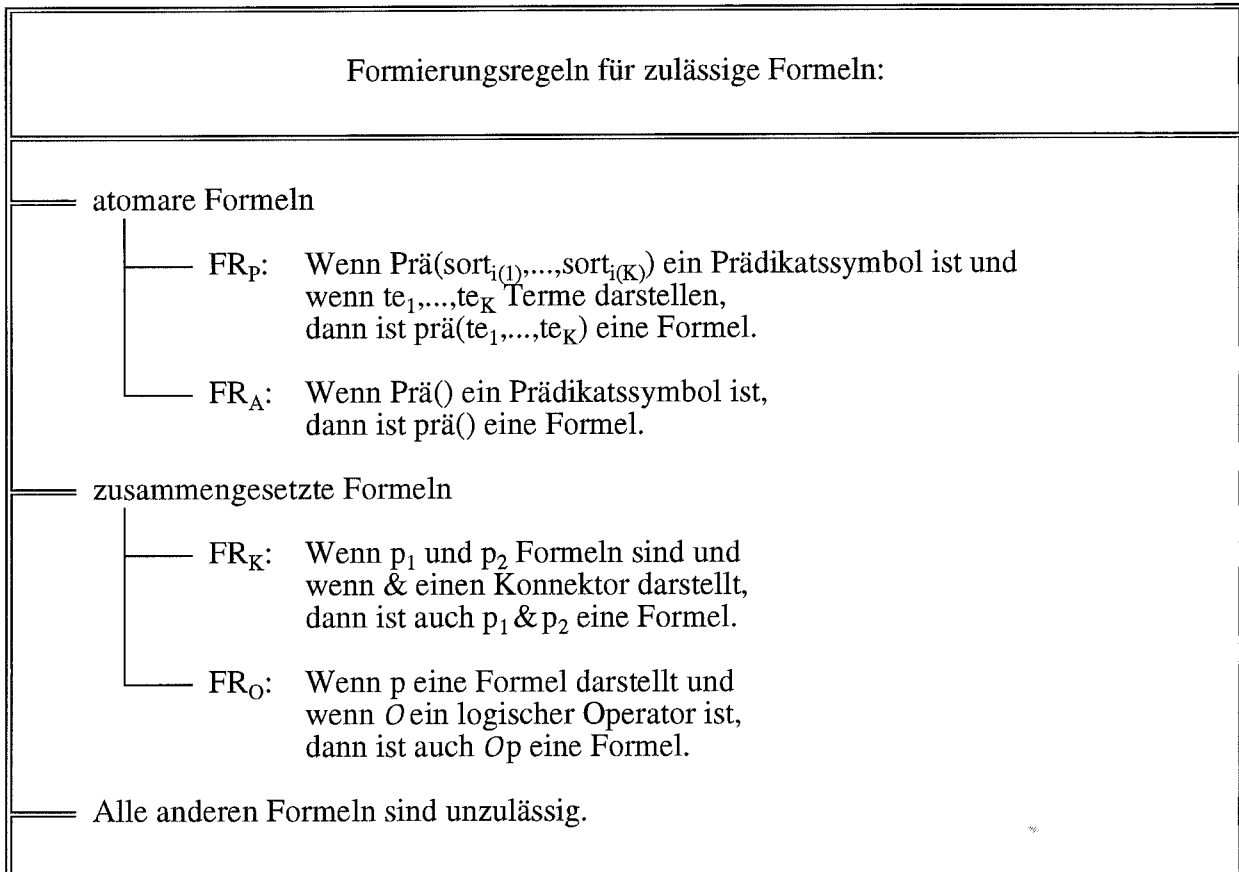 Formierungsregeln für zulässige Formeln:
atomare Formeln
FR_P: Wenn Prä(sort_i(1),...,sort_i(K)) ein Prädikatssymbol ist und
wenn te_1,...,te_K Terme darstellen,
dann ist prä(te_1,...,te_K) eine Formel.
FR_A: Wenn Prä() ein Prädikatssymbol ist,
dann ist prä() eine Formel.
zusammengesetzte Formeln
FR_K: Wenn p_1 und p_2 Formeln sind und
wenn & einen Konnektor darstellt,
dann ist auch p_1 & p_2 eine Formel.
FR_O: Wenn p eine Formel darstellt und
wenn O ein logischer Operator ist,
dann ist auch Op eine Formel.
Alle anderen Formeln sind unzulässig.